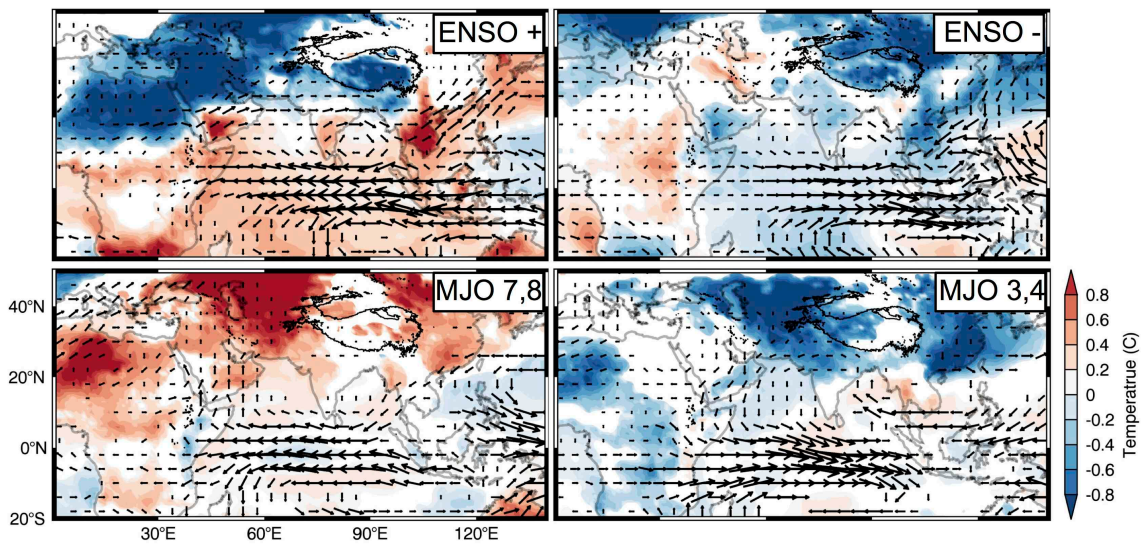 ENSO +
ENSO -
MJO 7,8
MJO 3,4
40°N
20°N
0°N
20°S
30°E
60°E
90°E
120°E
0.8
0.6
0.4
0.2
0
-0.2
-0.4
-0.6
-0.8
Temperatrue (C)